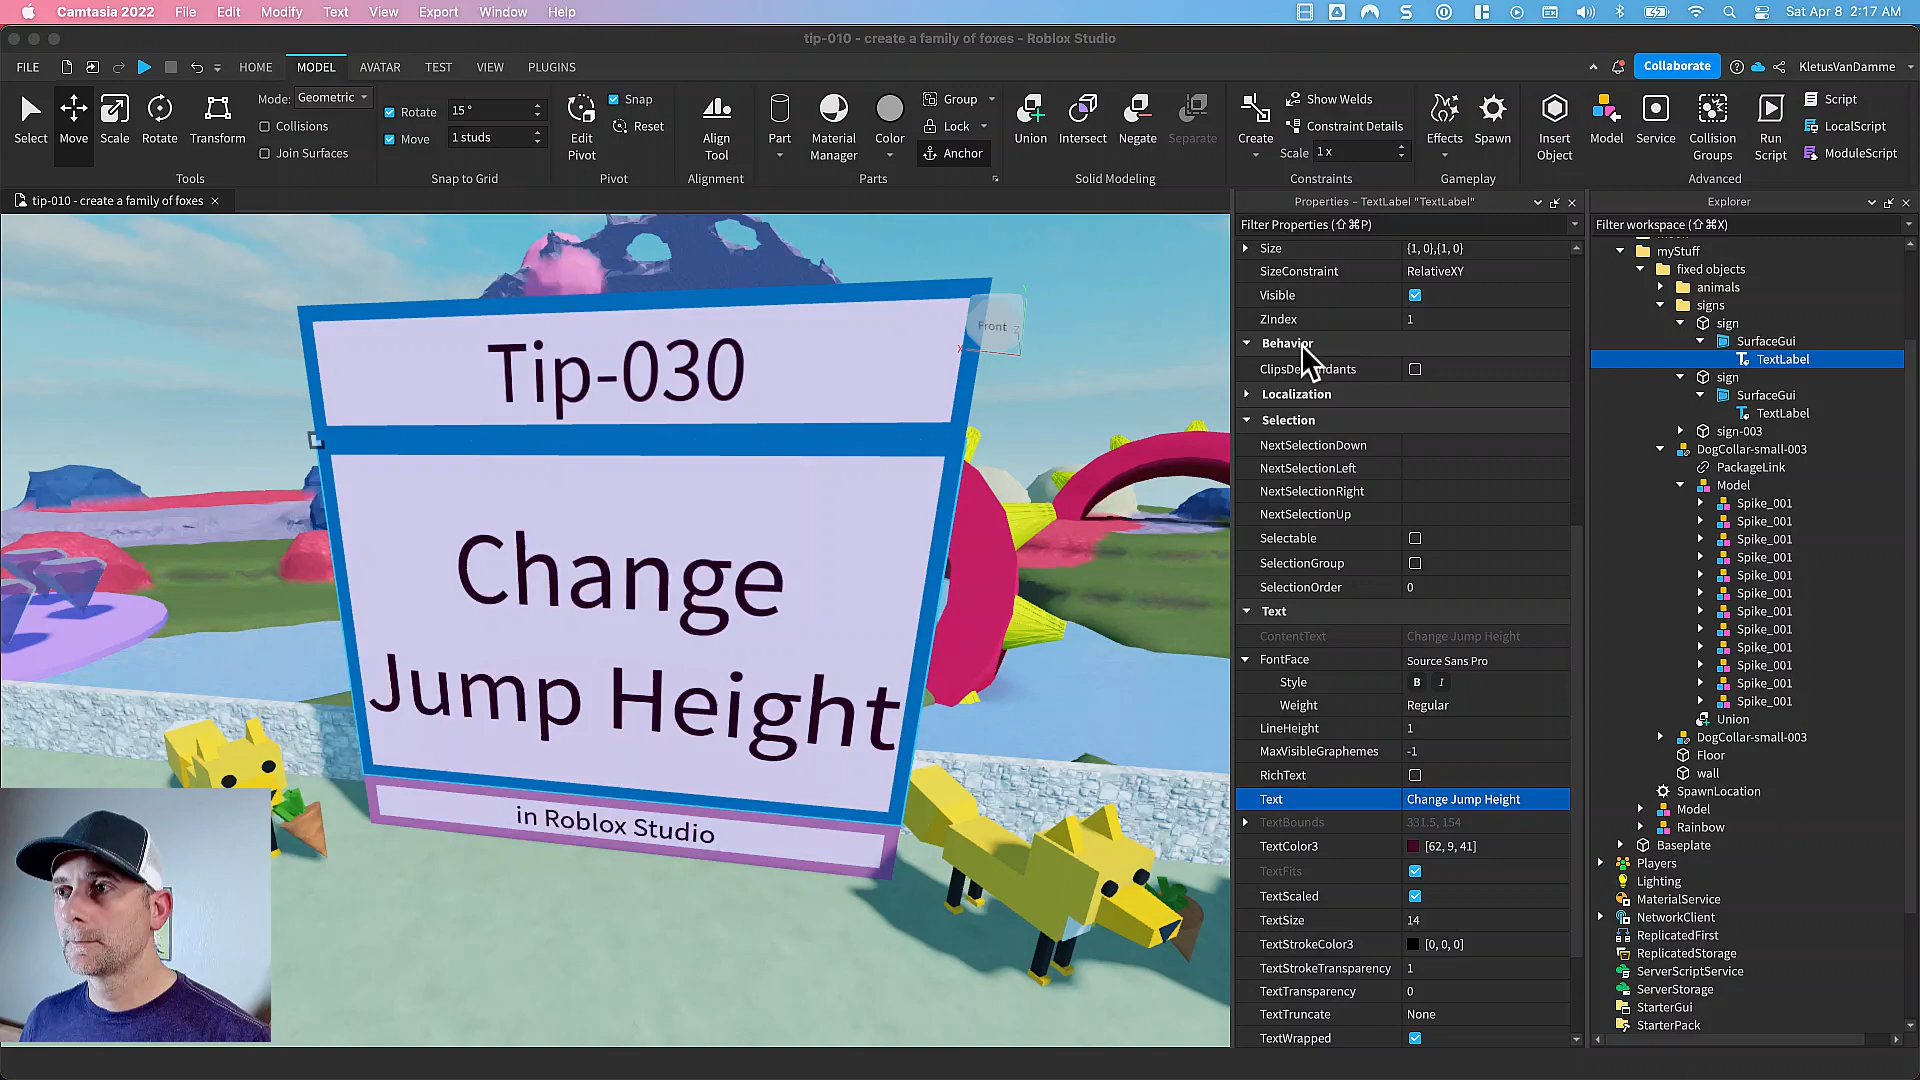 Camtasia 2022 File Edit Modify Text View Export Window Help Sat Apr 8 2:17 AM
tip-010 - create a family of foxes - Roblox Studio
FILE HOME MODEL AVATAR TEST VIEW PLUGINS Collaborate KletusVanDamme
Select Move Scale Rotate Transform
Mode: Geometric
Collisions
Join Surfaces
Tools
Rotate 15°
Move 1 studs
Snap to Grid
Edit Pivot
Snap
Reset
Pivot
Align Tool
Alignment
Part Material Manager Color
Group
Lock
Anchor
Parts
Union Intersect Negate Separate
Solid Modeling
Create
Show Welds
Constraint Details
Scale 1 x
Constraints
Effects Spawn
Gameplay
Insert Object Model Service Collision Groups Run Script
Script
LocalScript
ModuleScript
Advanced
tip-010 - create a family of foxes
Tip-030
Front
X
Z
Change
Jump Height
in Roblox Studio
Properties - TextLabel "TextLabel"
Filter Properties (⇧⌘P)
Size {1, 0},{1, 0}
SizeConstraint RelativeXY
Visible
ZIndex 1
Behavior
Localization
Selection
NextSelectionDown
NextSelectionLeft
NextSelectionRight
NextSelectionUp
Selectable
SelectionGroup
SelectionOrder 0
Text
ContentText Change Jump Height
FontFace Source Sans Pro
Style B I
Weight Regular
LineHeight 1
MaxVisibleGraphemes -1
RichText
Text Change Jump Height
TextBounds 331.5, 154
TextColor3 [62, 9, 41]
TextFits
TextScaled
TextSize 14
TextStrokeColor3 [0, 0, 0]
TextStrokeTransparency 1
TextTransparency 0
TextTruncate None
TextWrapped
Explorer
Filter workspace (⇧⌘X)
myStuff
fixed objects
animals
signs
sign
SurfaceGui
TextLabel
sign
SurfaceGui
TextLabel
sign-003
DogCollar-small-003
PackageLink
Model
Spike_001
Spike_001
Spike_001
Spike_001
Spike_001
Spike_001
Spike_001
Spike_001
Spike_001
Spike_001
Spike_001
Spike_001
Union
DogCollar-small-003
Floor
wall
SpawnLocation
Model
Rainbow
Baseplate
Players
Lighting
MaterialService
NetworkClient
ReplicatedFirst
ReplicatedStorage
ServerScriptService
ServerStorage
StarterGui
StarterPack